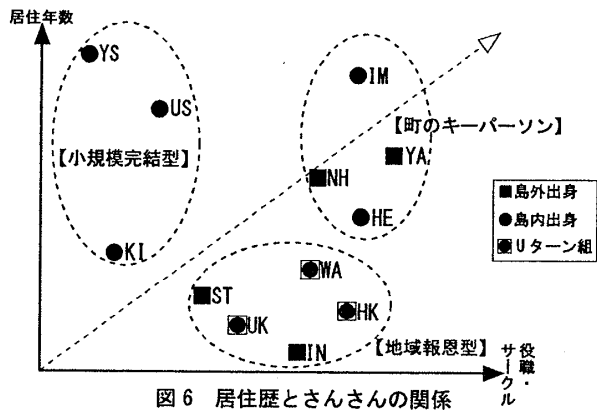 居住年数
YS
IM
US
【町のキーパーソン】
【小規模完結型】
YA
NH
島外出身
島内出身
HE
Uターン組
KI
WA
ST
HK
UK
IN
【地域報恩型】
役職・
サークル
図6 居住歴とさんさんの関係